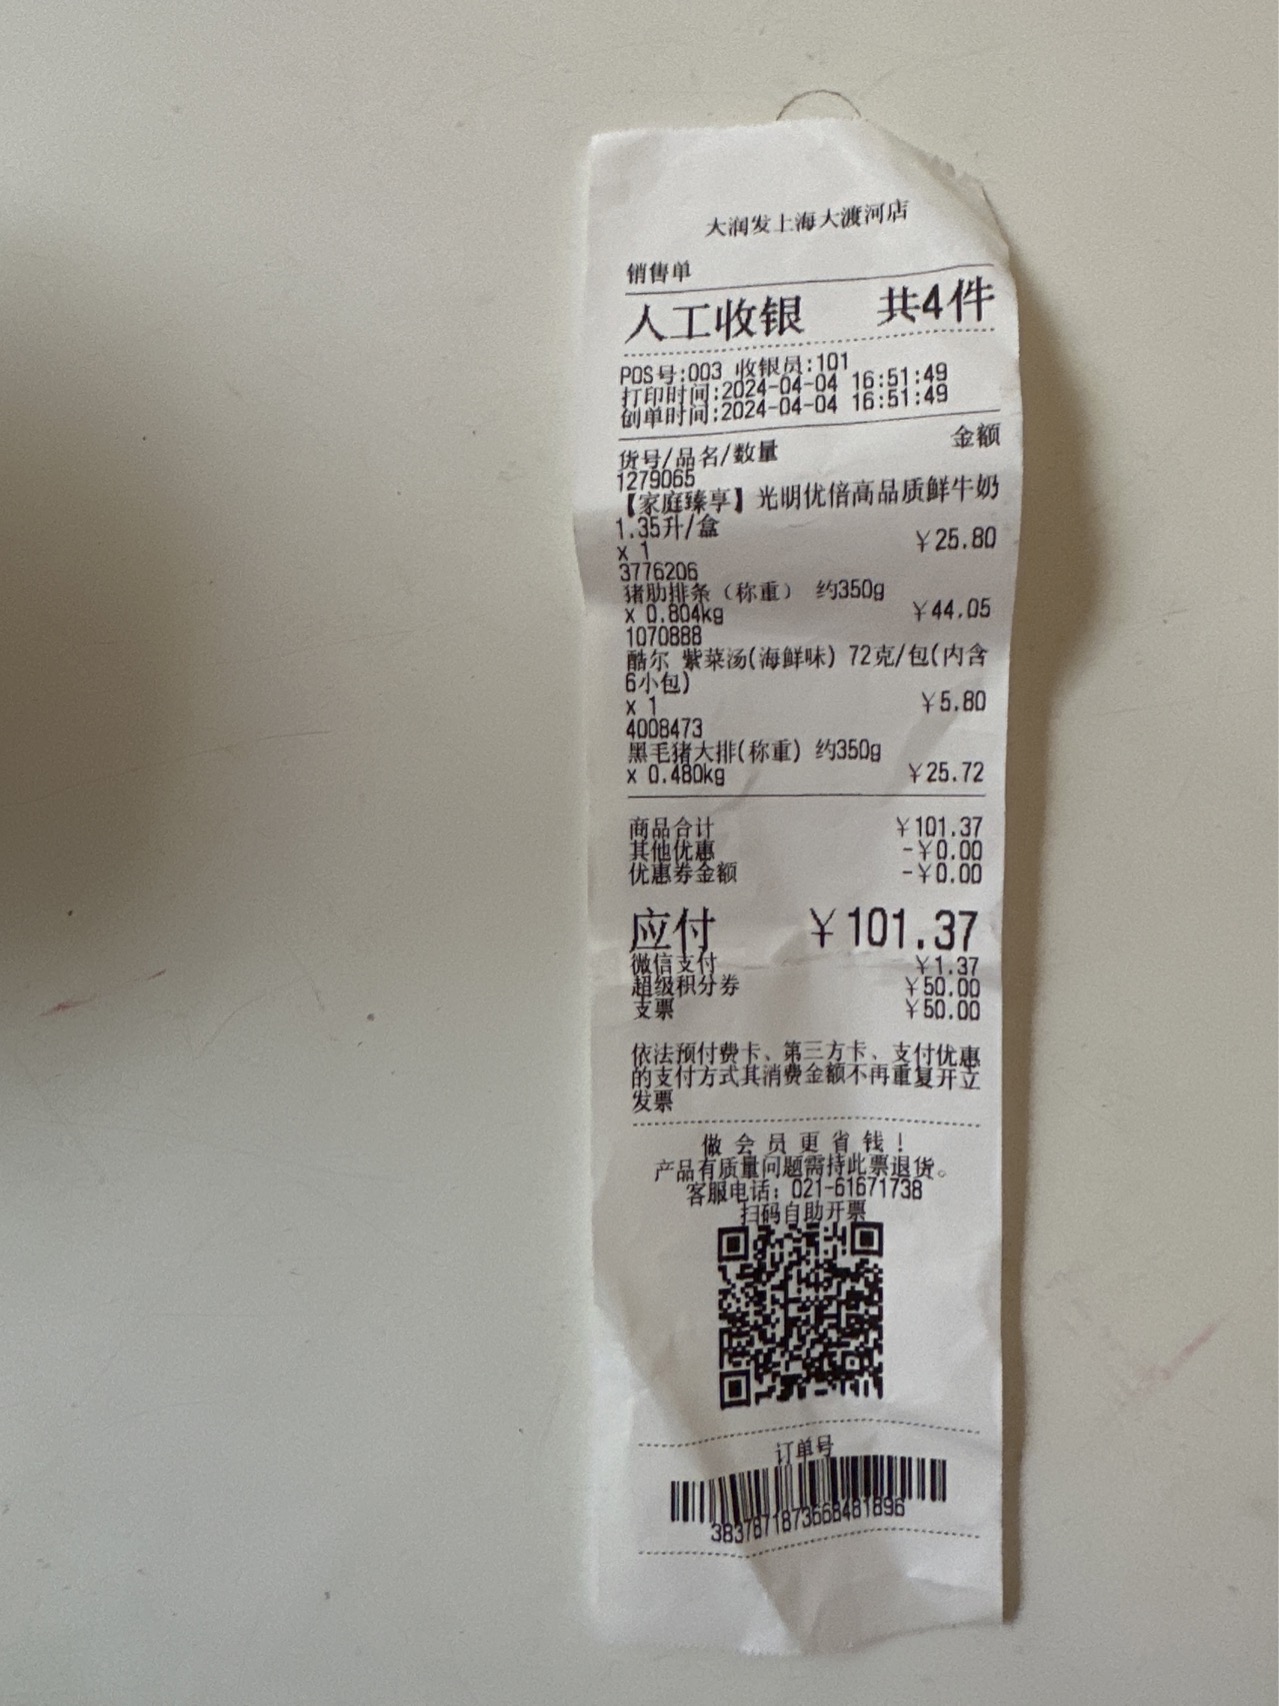 大润发上海大渡河店
销售单
人工收银 共4件
POS号:003 收银员:101
打印时间:2024-04-04 16:51:49
创单时间:2024-04-04 16:51:49
货号/品名/数量 金额
1279065
【家庭臻享】光明优倍高品质鲜牛奶
1.35升/盒
x 1 ￥25.80
3776206
猪肋排条（称重） 约350g
x 0.804kg ￥44.05
1070888
酷尔 紫菜汤(海鲜味) 72克/包(内含
6小包)
x 1 ￥5.80
4008473
黑毛猪大排(称重) 约350g
x 0.480kg ￥25.72
商品合计 ￥101.37
其他优惠 -￥0.00
优惠券金额 -￥0.00
应付 ￥101.37
微信支付 ￥1.37
超级积分券 ￥50.00
支票 ￥50.00
依法预付费卡、第三方卡、支付优惠
的支付方式其消费金额不再重复开立
发票
做会员更省钱！
产品有质量问题需持此票退货。
客服电话：021-61671738
扫码自助开票
订单号
3837871873668481896